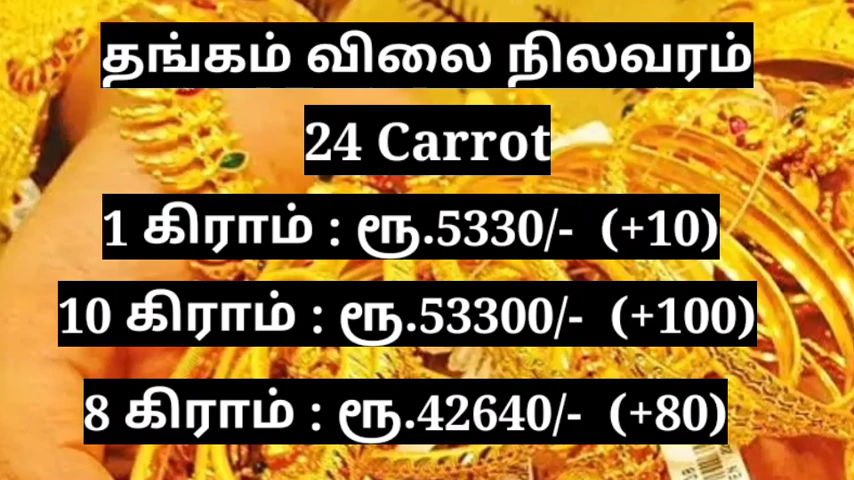 தங்கம் விலை நிலவரம்
24 Carrot
1 கிராம் : ரூ.5330/- (+10)
10 கிராம் : ரூ.53300/- (+100)
8 கிராம் : ரூ.42640/- (+80)